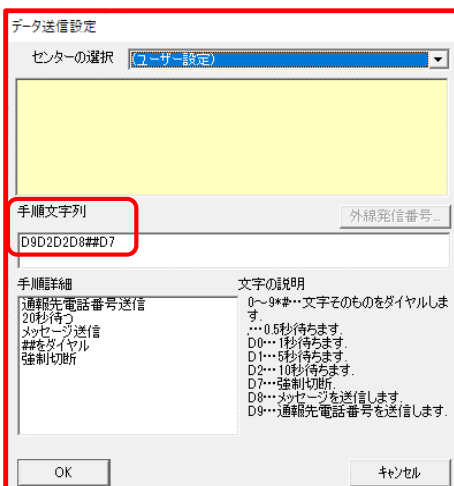 データ送信設定
センターの選択 (ユーザー設定)
手順文字列
外線発信番号...
D9D2D2D8##D7
手順詳細
通報先電話番号送信
20秒待つ
メッセージ送信
##をダイヤル
強制切断
文字の説明
0～9*#…文字そのものをダイヤルしま
す.
,…0.5秒待ちます.
D0…1秒待ちます.
D1…5秒待ちます.
D2…10秒待ちます.
D7…強制切断.
D8…メッセージを送信します.
D9…通報先電話番号を送信します.
OK
キャンセル